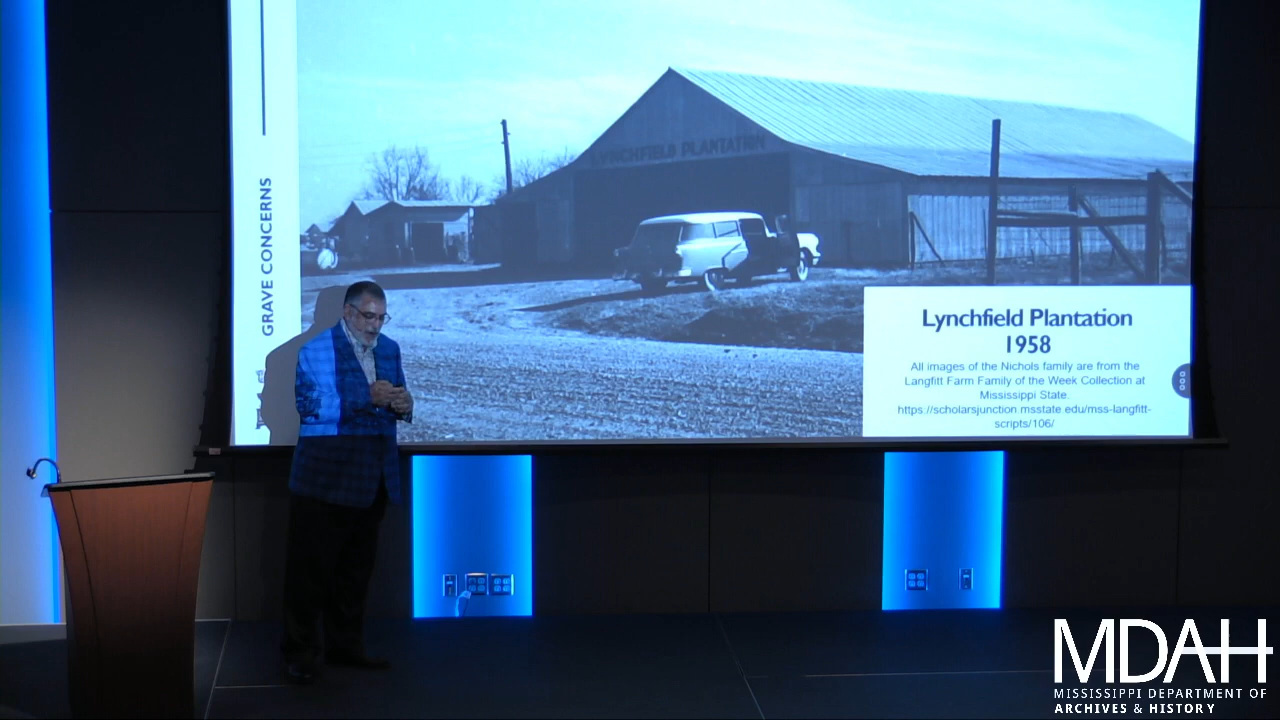 GRAVE CONCERNS
LYNCHFIELD PLANTATION
Lynchfield Plantation
1958
All images of the Nichols family are from the
Langfitt Farm Family of the Week Collection at
Mississippi State.
https://scholarsjunction.msstate.edu/mss-langfitt-
scripts/106/
MDAH
MISSISSIPPI DEPARTMENT OF
ARCHIVES & HISTORY